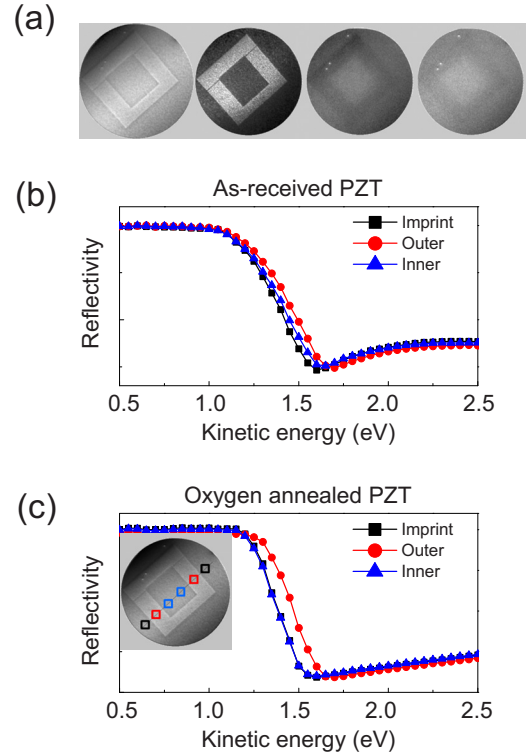 (a)
(b)
As-received PZT
Imprint
Outer
Inner
Reflectivity
0.5 1.0 1.5 2.0 2.5
Kinetic energy (eV)
(c)
Oxygen annealed PZT
Imprint
Outer
Inner
Reflectivity
0.5 1.0 1.5 2.0 2.5
Kinetic energy (eV)